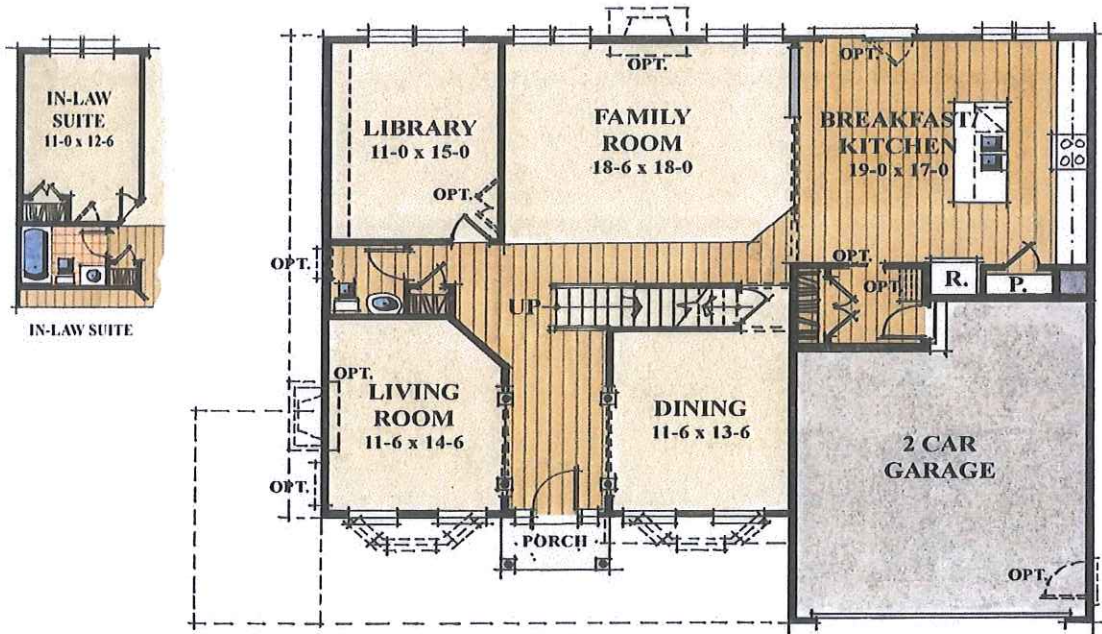 IN-LAW
SUITE
11-0 x 12-6
IN-LAW SUITE
LIBRARY
11-0 x 15-0
OPT.
OPT.
FAMILY
ROOM
18-6 x 18-0
OPT.
BREAKFAST/
KITCHEN
19-0 x 17-0
OPT.
OPT.
R.
P.
OPT.
UP
OPT.
LIVING
ROOM
11-6 x 14-6
OPT.
DINING
11-6 x 13-6
2 CAR
GARAGE
PORCH
OPT.